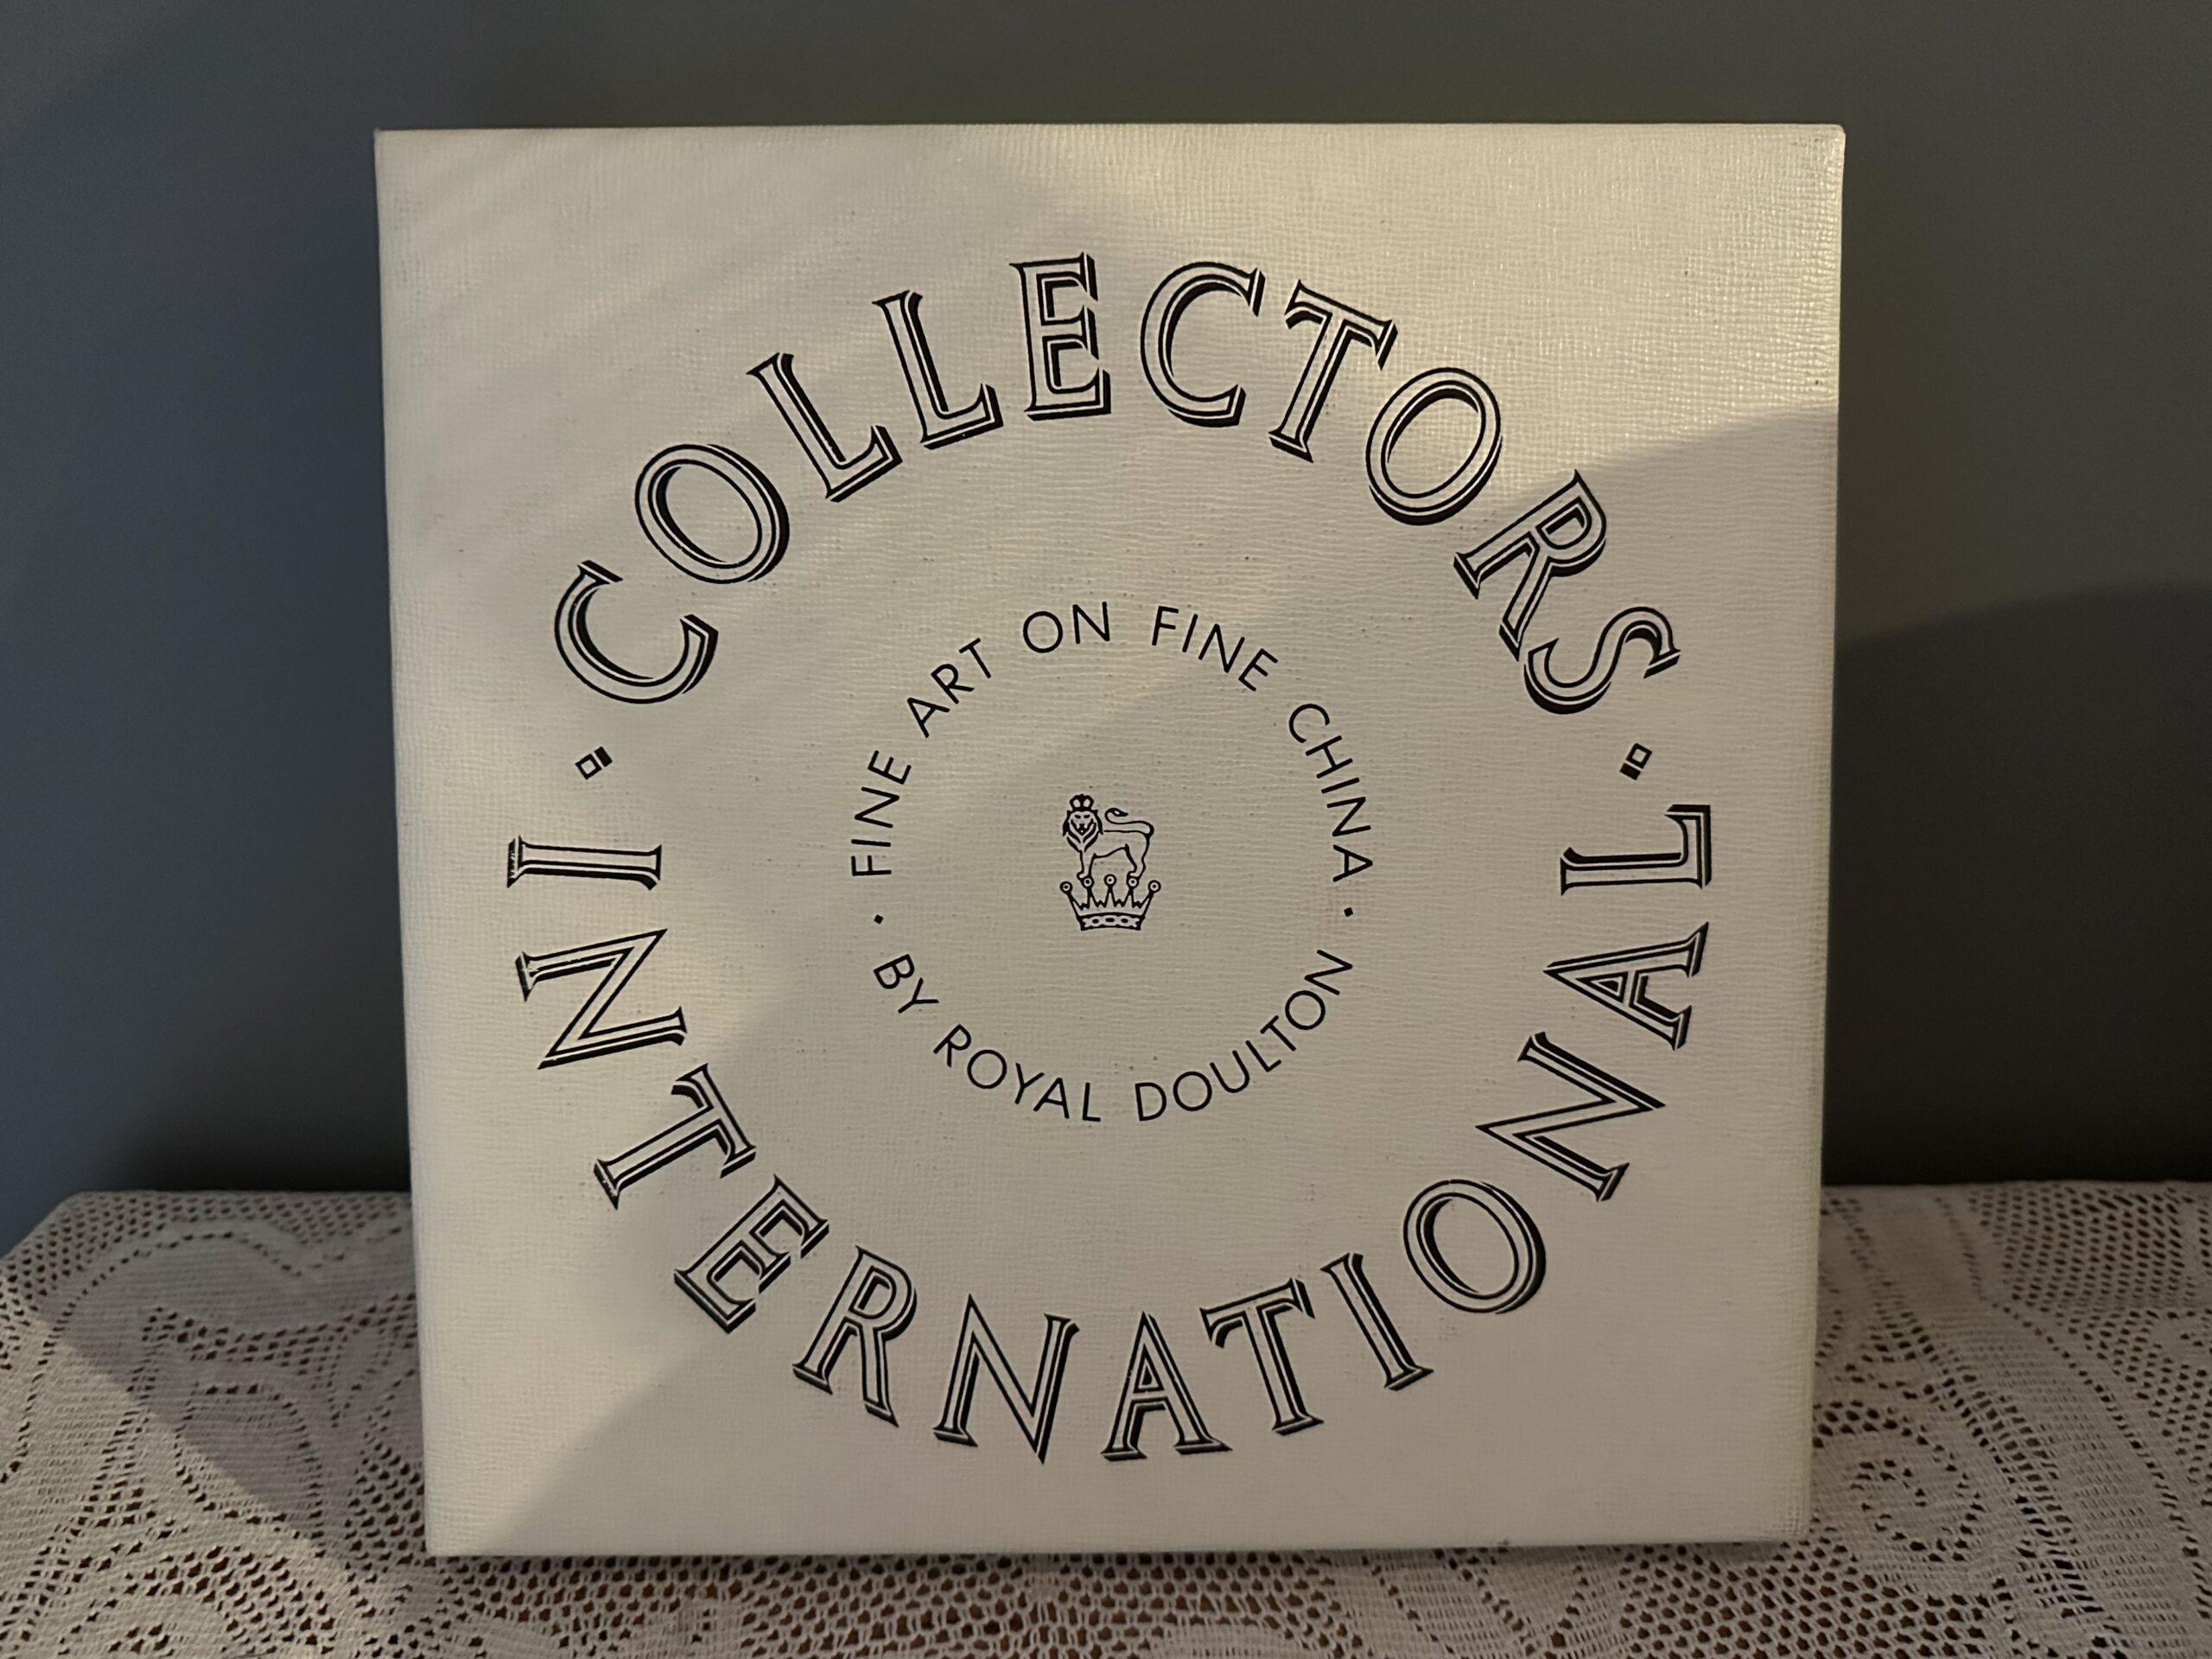 · COLLECTORS ·
INTERNATIONAL
· FINE ART ON FINE CHINA ·
BY ROYAL DOULTON